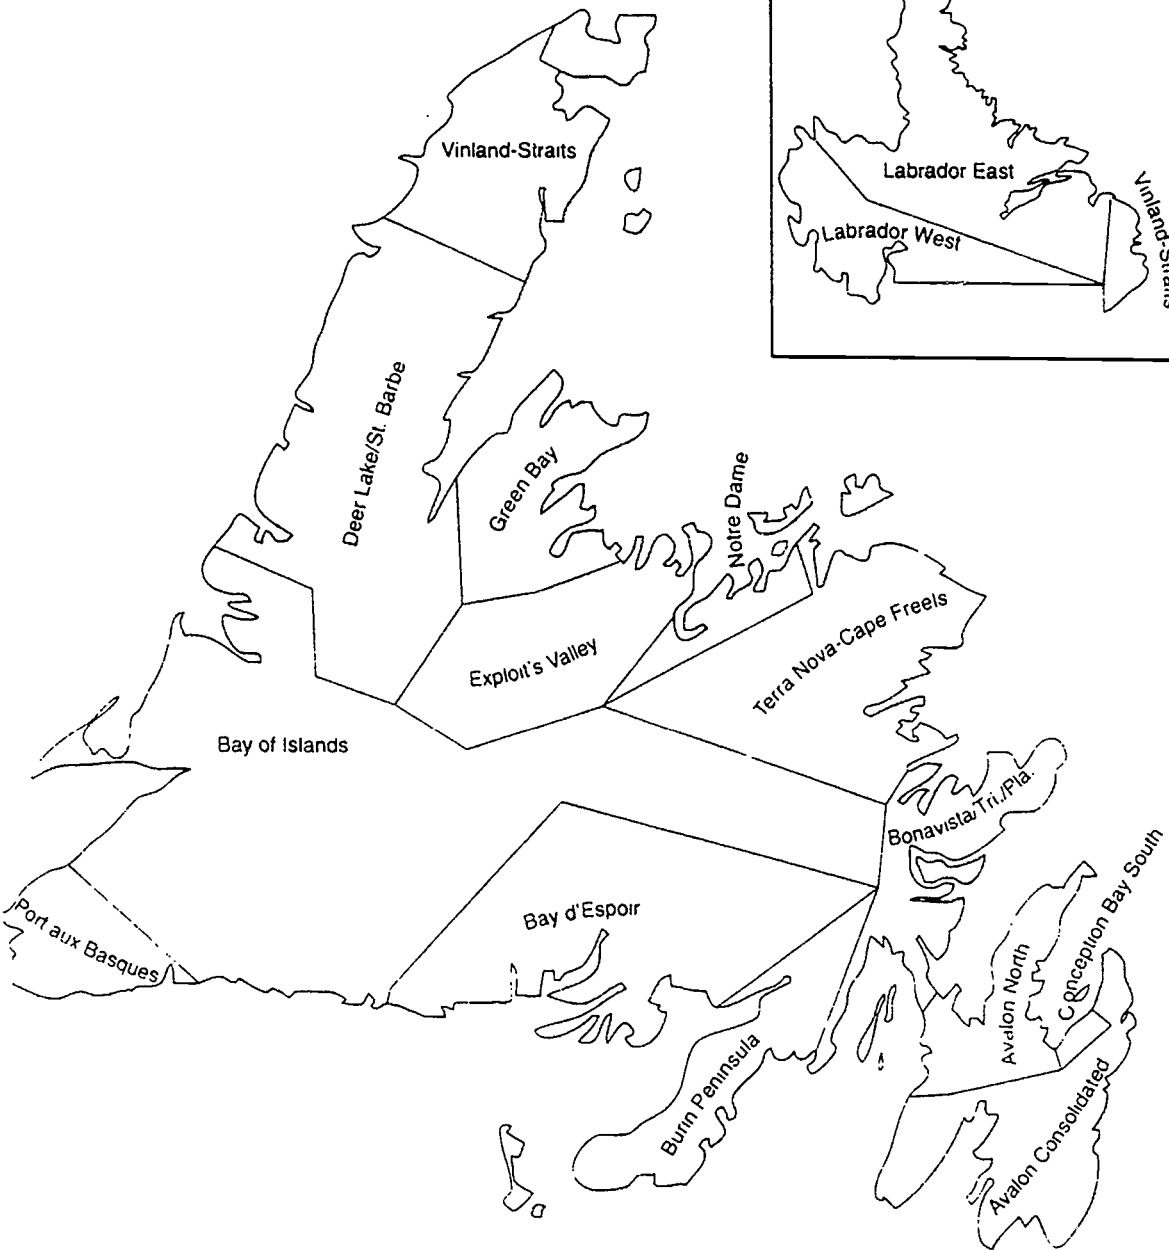 Vinland-Straits
Labrador East
Labrador West
Vinland-Straits
Deer Lake/St. Barbe
Green Bay
Notre Dame
Exploit's Valley
Terra Nova-Cape Freels
Bay of Islands
Bonavista/Tri./Pla.
Port aux Basques
Bay d'Espoir
Avalon North
Conception Bay South
Burin Peninsula
Avalon Consolidated